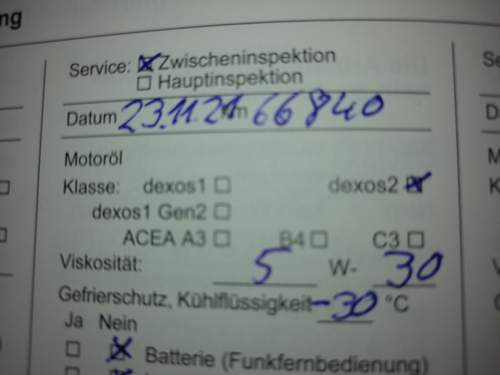 ng
Service: ☒ Zwischeninspektion
☐ Hauptinspektion
Datum 23.11.21 km 66840
Motoröl
Klasse: dexos1 ☐ dexos2 ☒
dexos1 Gen2 ☐
ACEA A3 ☐ B4 ☐ C3 ☐
Viskosität: 5 W- 30
Gefrierschutz, Kühlflüssigkeit -30 °C
Ja Nein
☐ ☒ Batterie (Funkfernbedienung)